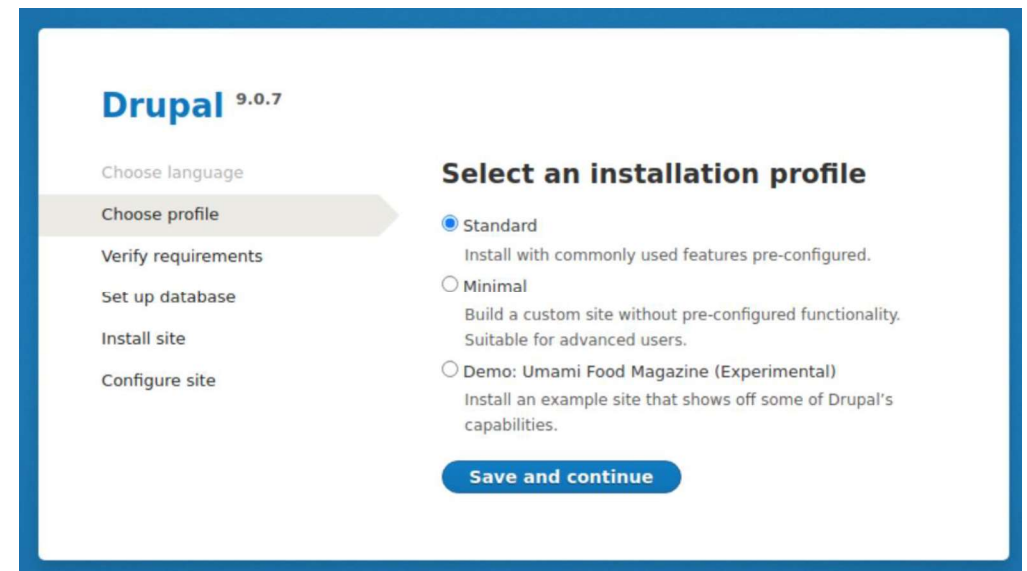 Drupal 9.0.7
Choose language
Choose profile
Verify requirements
Set up database
Install site
Configure site
Select an installation profile
Standard
Install with commonly used features pre-configured.
Minimal
Build a custom site without pre-configured functionality.
Suitable for advanced users.
Demo: Umami Food Magazine (Experimental)
Install an example site that shows off some of Drupal's
capabilities.
Save and continue